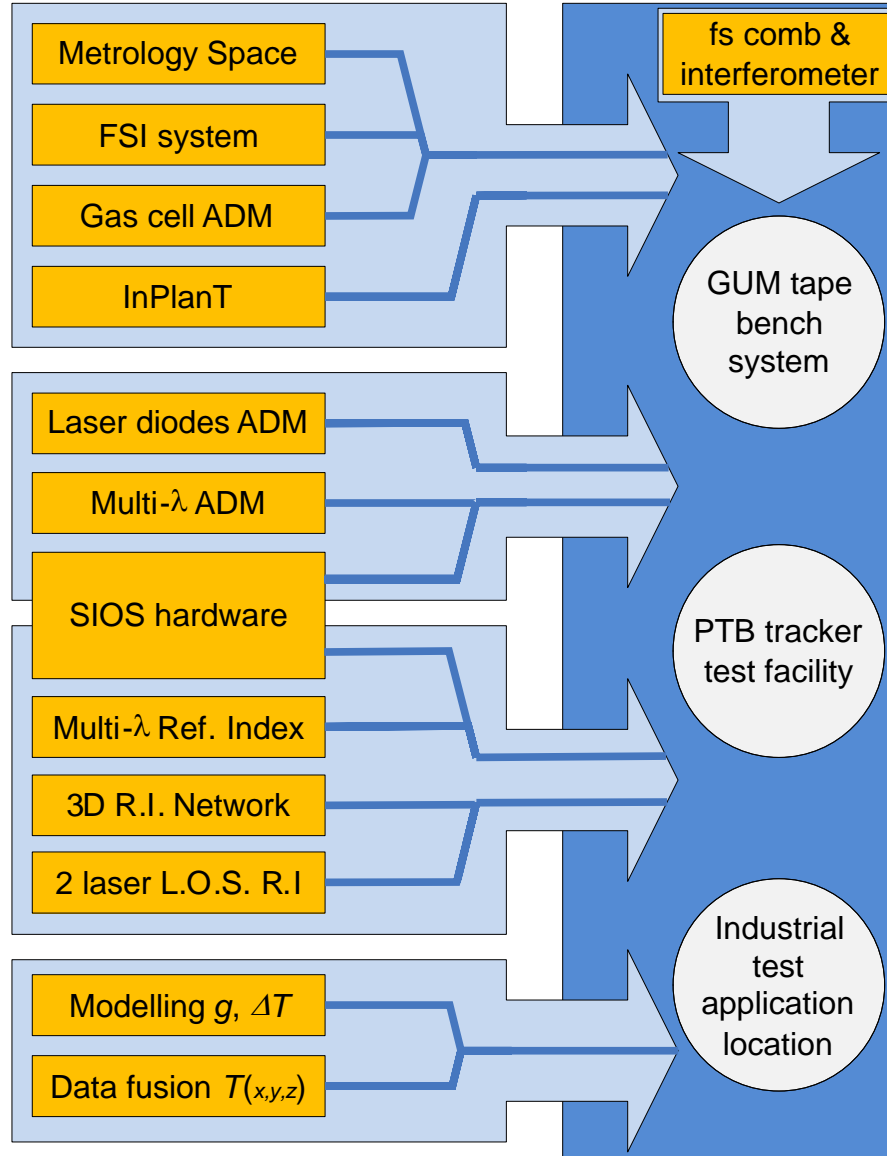 Metrology Space
FSI system
Gas cell ADM
InPlanT
Laser diodes ADM
Multi-λ ADM
SIOS hardware
Multi-λ Ref. Index
3D R.I. Network
2 laser L.O.S. R.I
Modelling g, ΔT
Data fusion T(x,y,z)
fs comb &
interferometer
GUM tape
bench
system
PTB tracker
test facility
Industrial
test
application
location